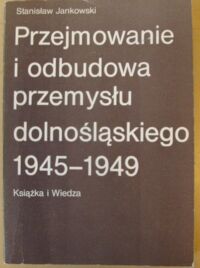 Stanisław Jankowski
Przejmowanie
i odbudowa
przemysłu
dolnośląskiego
1945–1949
Książka i Wiedza